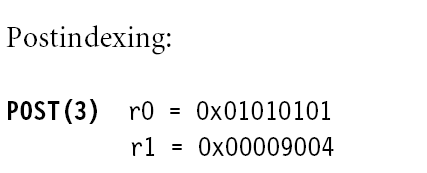 Postindexing:
POST(3) r0 = 0x01010101
r1 = 0x00009004